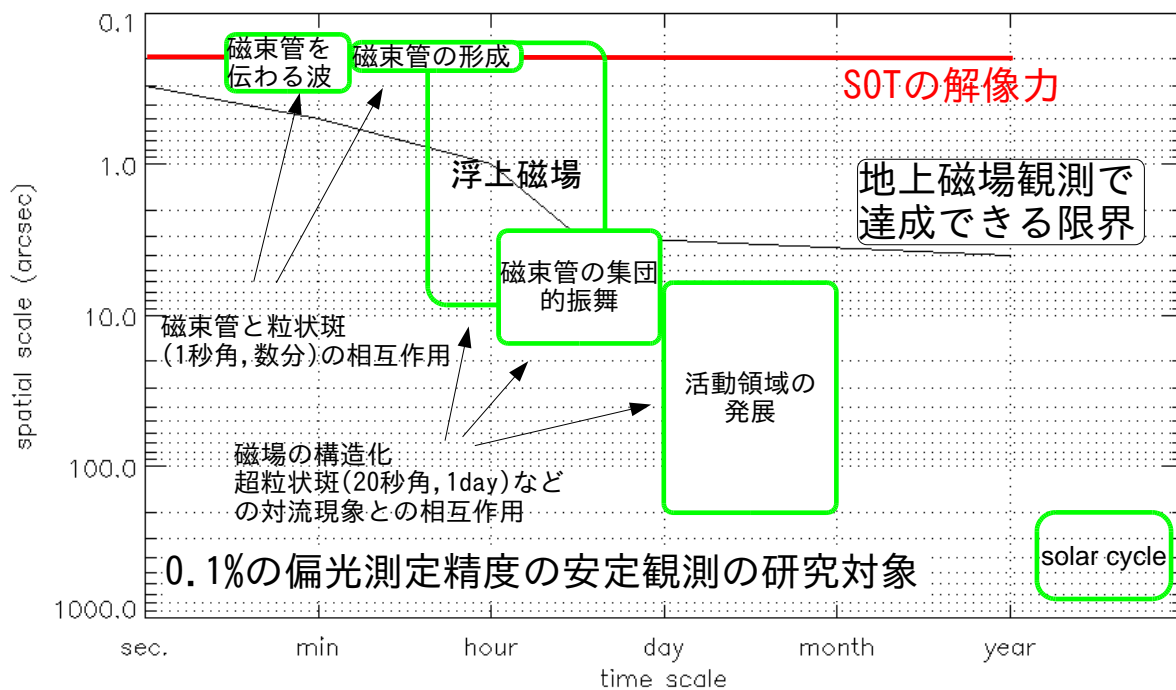 0.1
磁束管を
伝わる波
磁束管の形成
SOTの解像力
1.0
浮上磁場
地上磁場観測で
達成できる限界
spatial scale (arcsec)
磁束管の集団
的振舞
10.0
磁束管と粒状斑
(1秒角,数分)の相互作用
活動領域の
発展
磁場の構造化
超粒状斑(20秒角,1day)など
の対流現象との相互作用
100.0
solar cycle
0.1%の偏光測定精度の安定観測の研究対象
1000.0
sec.
min
hour
day
month
year
time scale